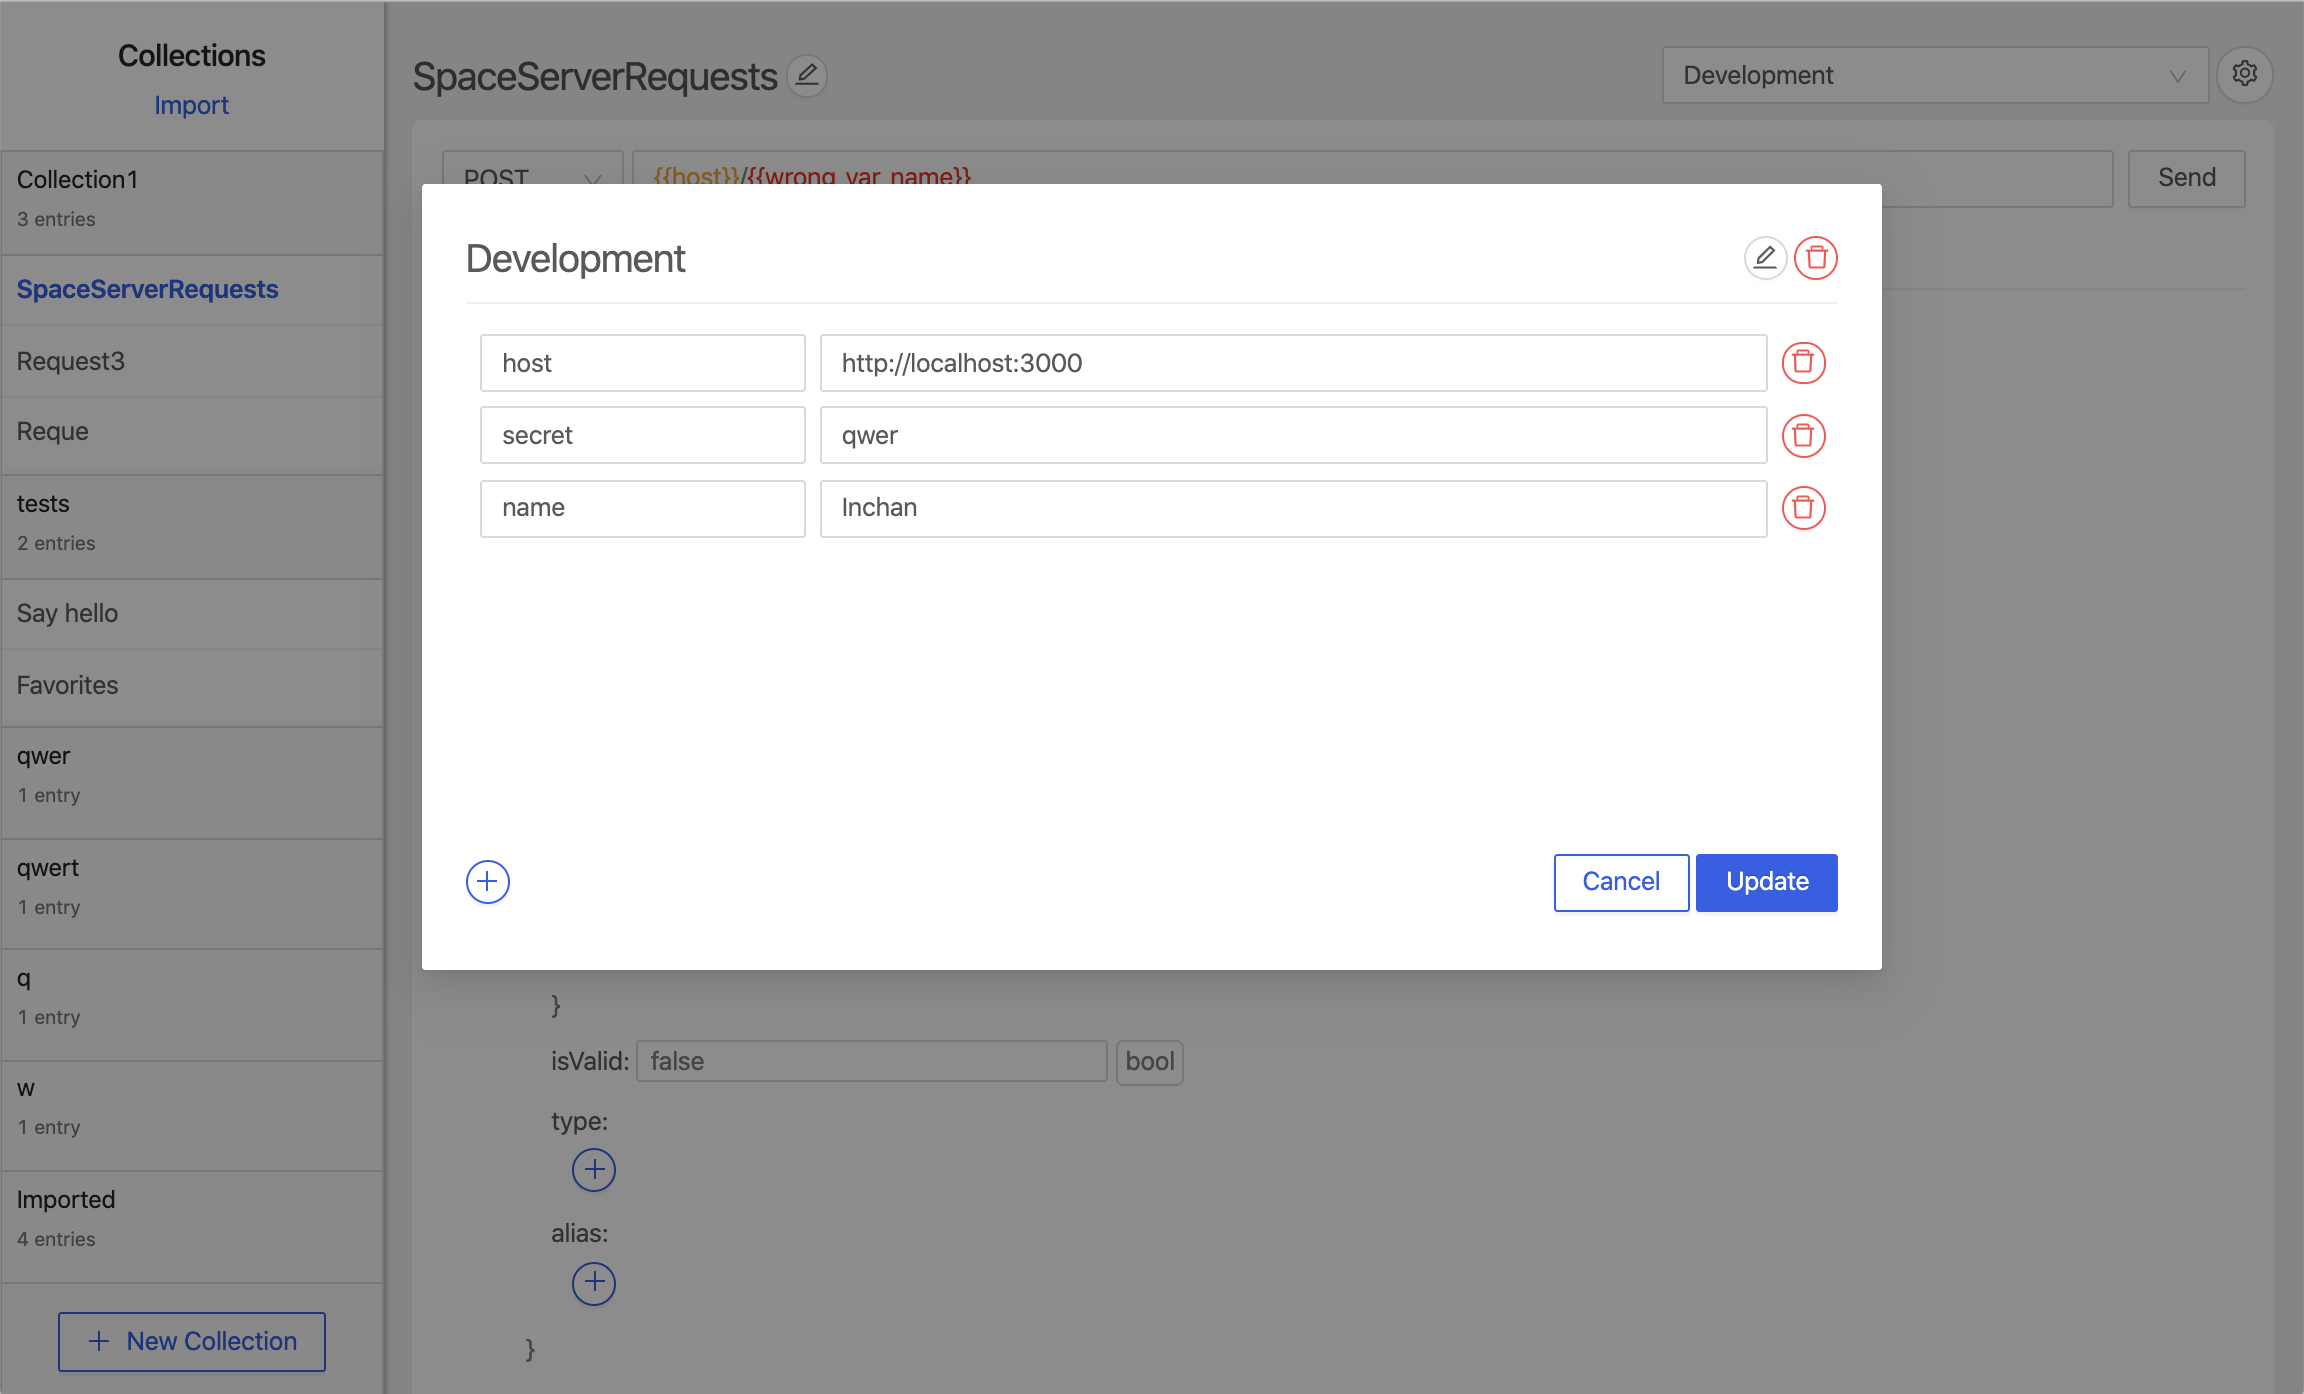 Collections
Import
Collection1
3 entries
SpaceServerRequests
Request3
Reque
tests
2 entries
Say hello
Favorites
qwer
1 entry
qwert
1 entry
q
1 entry
w
1 entry
Imported
4 entries
+ New Collection
SpaceServerRequests
Development
POST
{{host}}/{{wrong_var_name}}
Send
Development
host
http://localhost:3000
secret
qwer
name
Inchan
Cancel
Update
}
isValid: false bool
type:
alias:
}